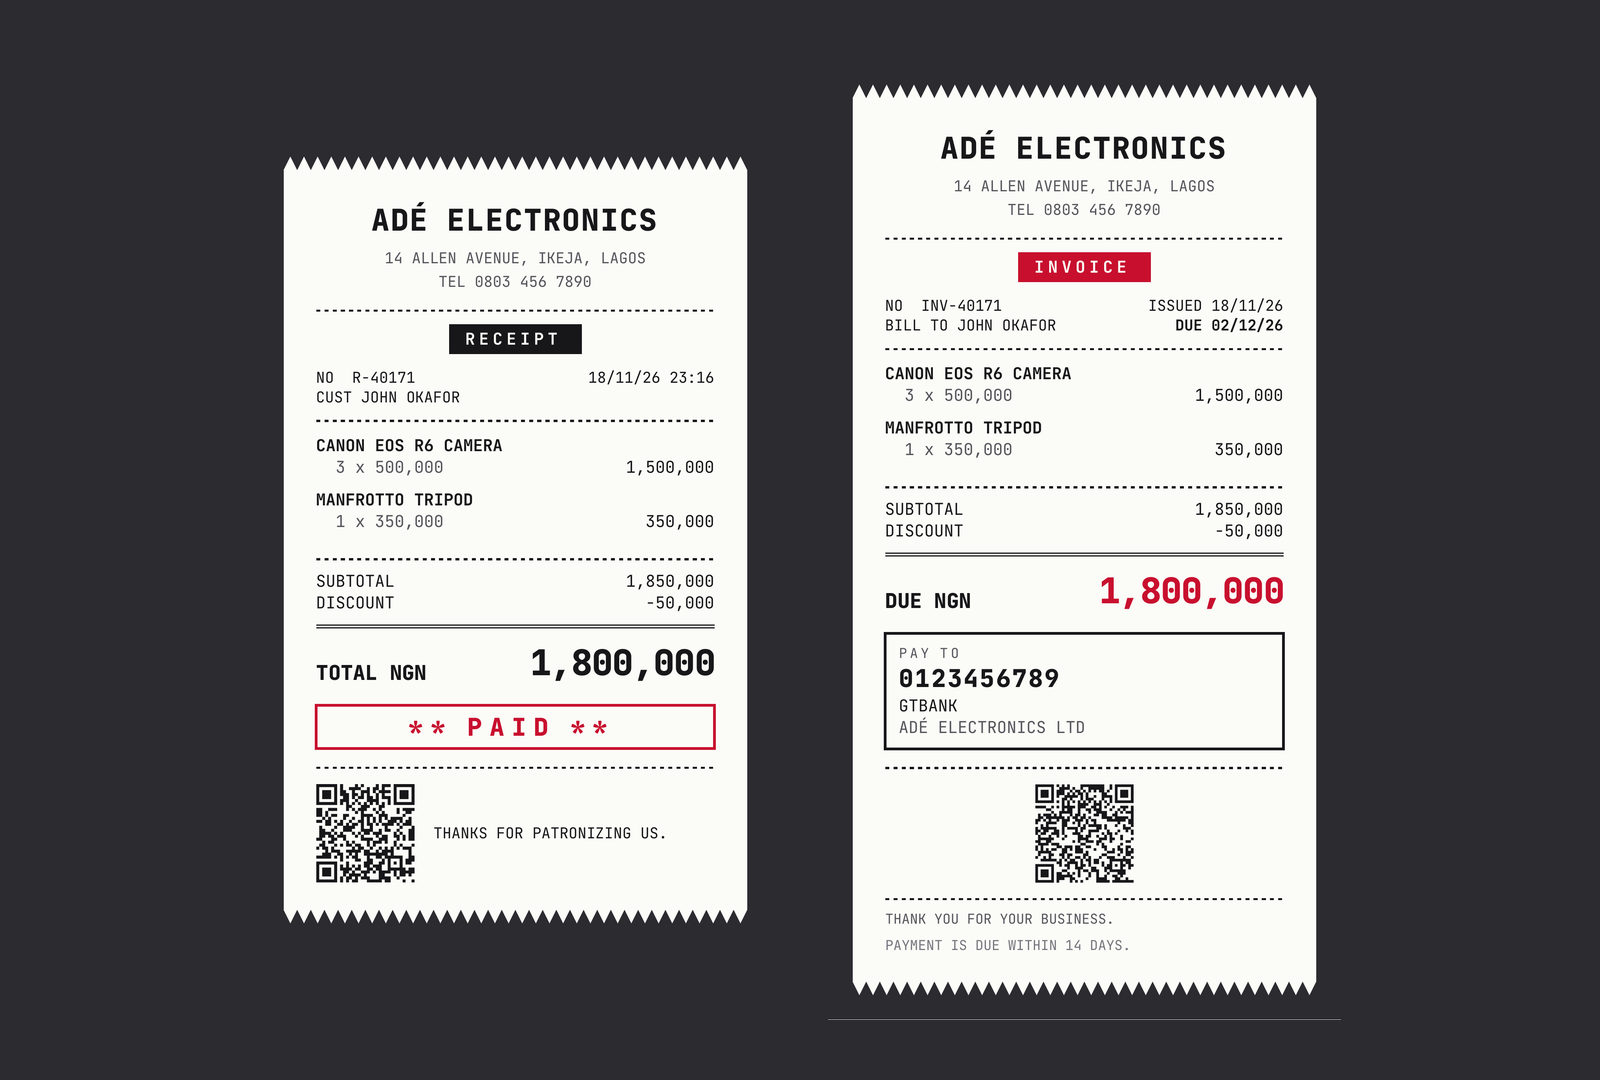 ADÉ ELECTRONICS
14 ALLEN AVENUE, IKEJA, LAGOS
TEL 0803 456 7890
RECEIPT
NO R-40171 18/11/26 23:16
CUST JOHN OKAFOR
CANON EOS R6 CAMERA
3 x 500,000 1,500,000
MANFROTTO TRIPOD
1 x 350,000 350,000
SUBTOTAL 1,850,000
DISCOUNT -50,000
TOTAL NGN 1,800,000
** PAID **
THANKS FOR PATRONIZING US.
ADÉ ELECTRONICS
14 ALLEN AVENUE, IKEJA, LAGOS
TEL 0803 456 7890
INVOICE
NO INV-40171 ISSUED 18/11/26
BILL TO JOHN OKAFOR DUE 02/12/26
CANON EOS R6 CAMERA
3 x 500,000 1,500,000
MANFROTTO TRIPOD
1 x 350,000 350,000
SUBTOTAL 1,850,000
DISCOUNT -50,000
DUE NGN 1,800,000
PAY TO
0123456789
GTBANK
ADÉ ELECTRONICS LTD
THANK YOU FOR YOUR BUSINESS.
PAYMENT IS DUE WITHIN 14 DAYS.